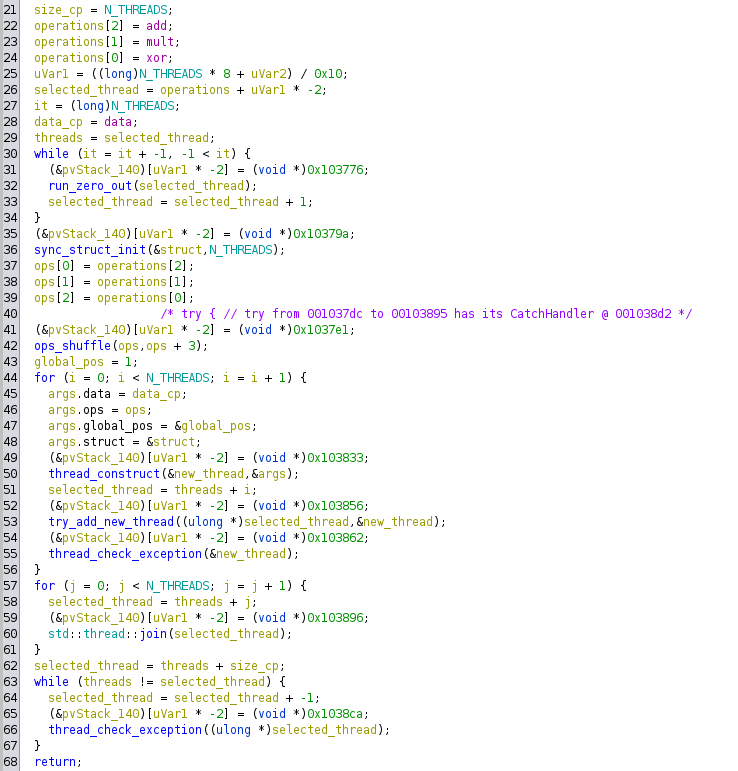 21 size_cp = N_THREADS;
22 operations[2] = add;
23 operations[1] = mult;
24 operations[0] = xor;
25 uVar1 = ((long)N_THREADS * 8 + uVar2) / 0x10;
26 selected_thread = operations + uVar1 * -2;
27 it = (long)N_THREADS;
28 data_cp = data;
29 threads = selected_thread;
30 while (it = it + -1, -1 < it) {
31 (&pvStack_140)[uVar1 * -2] = (void *)0x103776;
32 run_zero_out(selected_thread);
33 selected_thread = selected_thread + 1;
34 }
35 (&pvStack_140)[uVar1 * -2] = (void *)0x10379a;
36 sync_struct_init(&struct,N_THREADS);
37 ops[0] = operations[2];
38 ops[1] = operations[1];
39 ops[2] = operations[0];
40 /* try { // try from 001037dc to 00103895 has its CatchHandler @ 001038d2 */
41 (&pvStack_140)[uVar1 * -2] = (void *)0x1037e1;
42 ops_shuffle(ops,ops + 3);
43 global_pos = 1;
44 for (i = 0; i < N_THREADS; i = i + 1) {
45 args.data = data_cp;
46 args.ops = ops;
47 args.global_pos = &global_pos;
48 args.struct = &struct;
49 (&pvStack_140)[uVar1 * -2] = (void *)0x103833;
50 thread_construct(&new_thread,&args);
51 selected_thread = threads + i;
52 (&pvStack_140)[uVar1 * -2] = (void *)0x103856;
53 try_add_new_thread((ulong *)selected_thread,&new_thread);
54 (&pvStack_140)[uVar1 * -2] = (void *)0x103862;
55 thread_check_exception(&new_thread);
56 }
57 for (j = 0; j < N_THREADS; j = j + 1) {
58 selected_thread = threads + j;
59 (&pvStack_140)[uVar1 * -2] = (void *)0x103896;
60 std::thread::join(selected_thread);
61 }
62 selected_thread = threads + size_cp;
63 while (threads != selected_thread) {
64 selected_thread = selected_thread + -1;
65 (&pvStack_140)[uVar1 * -2] = (void *)0x1038ca;
66 thread_check_exception((ulong *)selected_thread);
67 }
68 return;